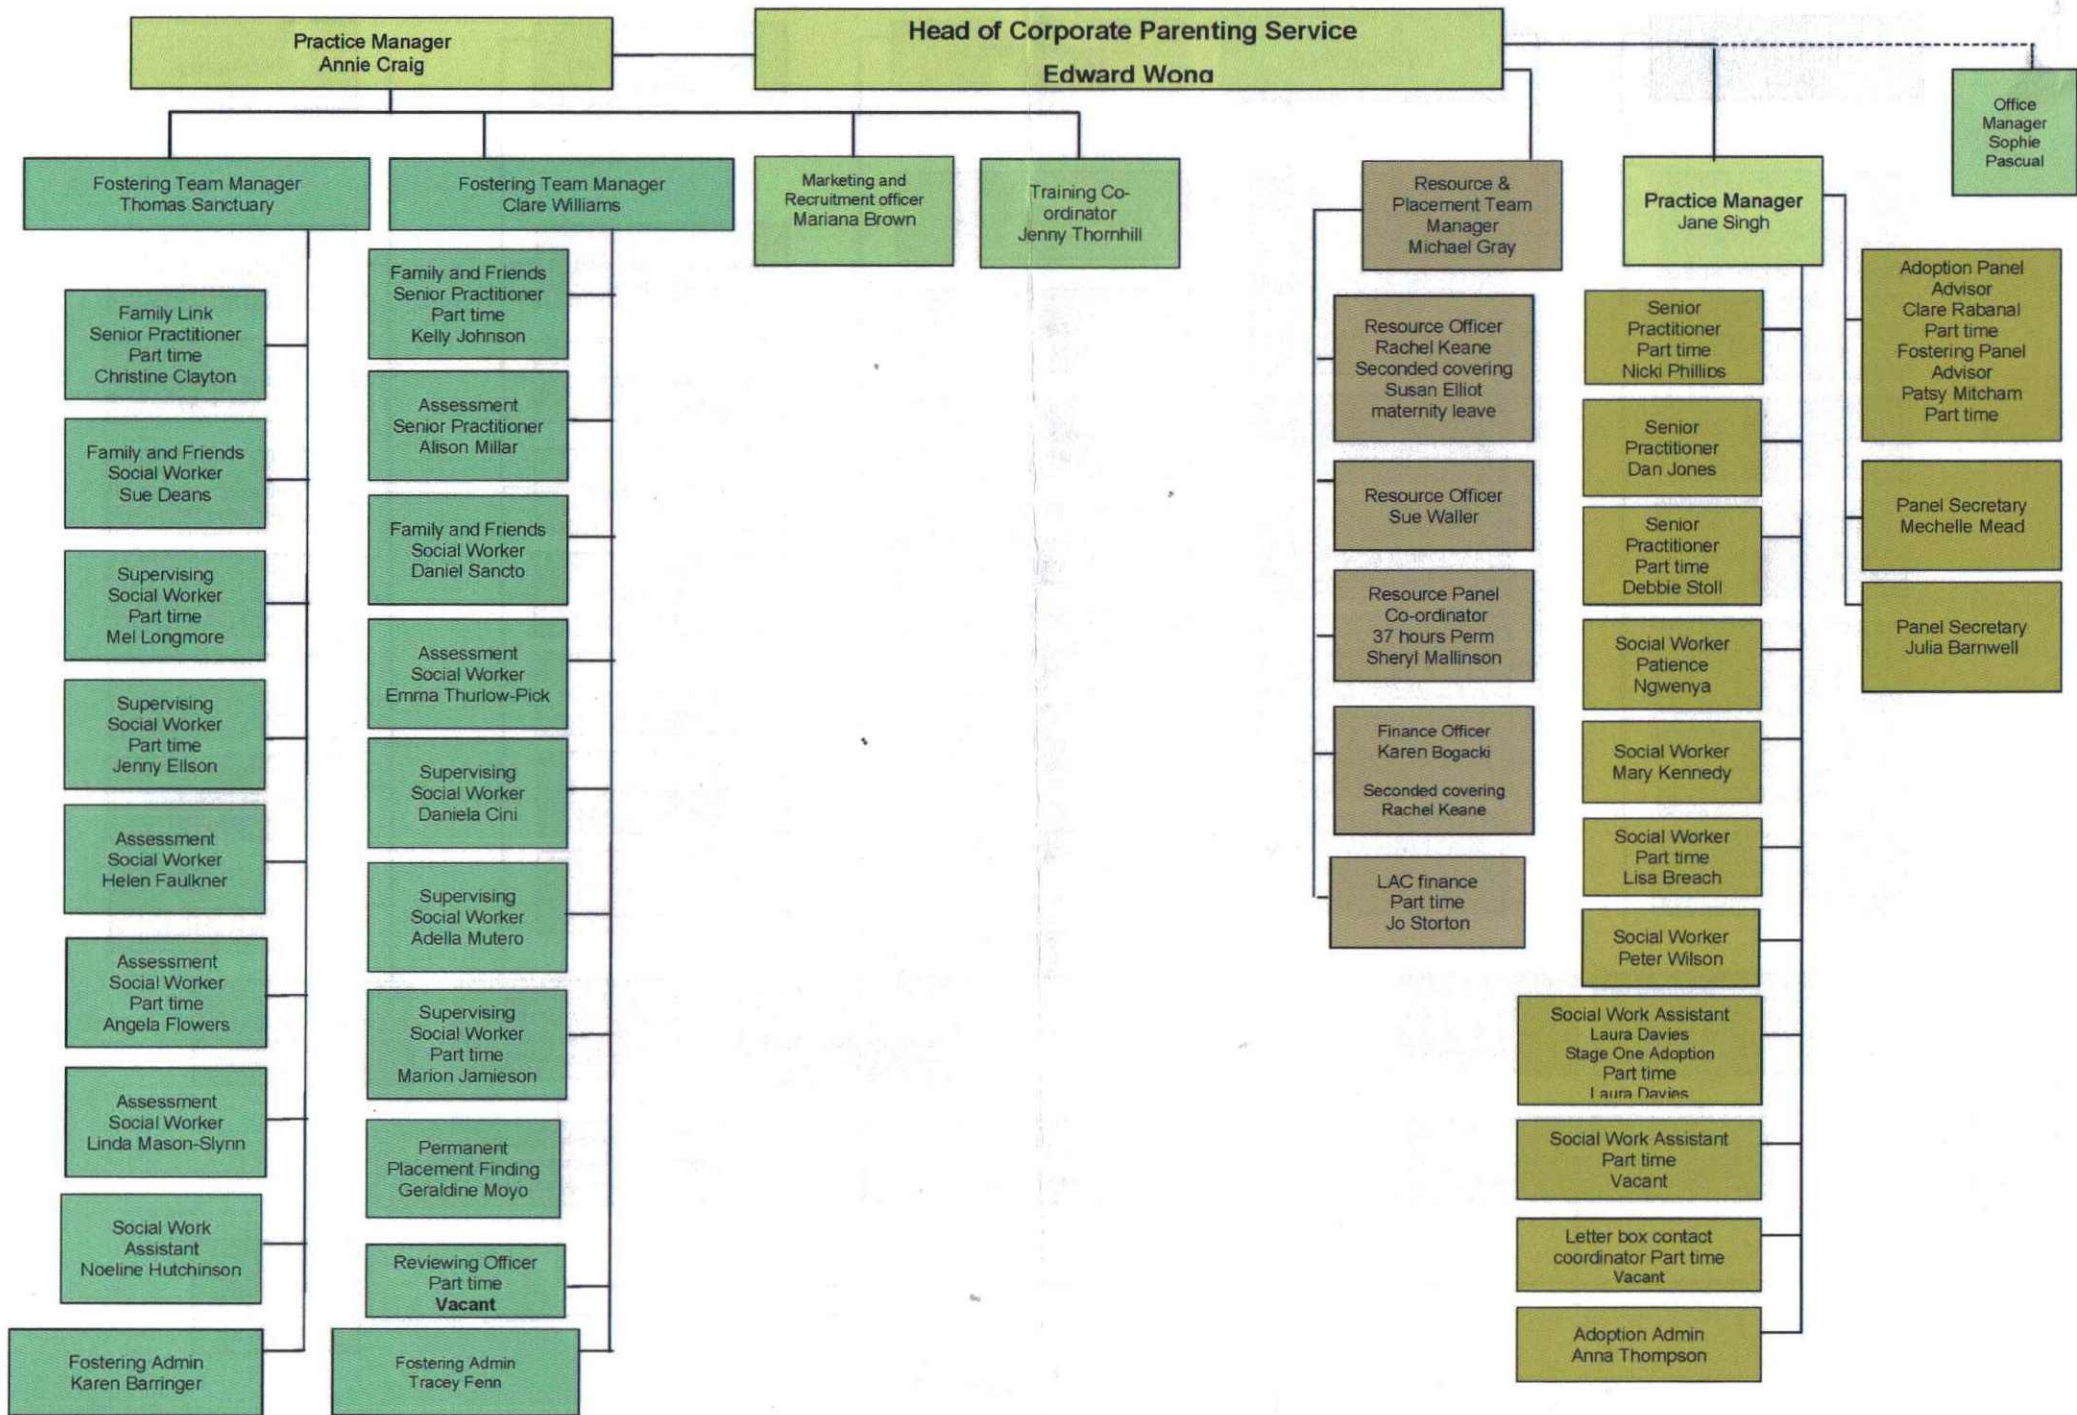 Practice Manager
Annie Craig
Head of Corporate Parenting Service
Edward Wong
Office
Manager
Sophie
Pascual
Fostering Team Manager
Thomas Sanctuary
Fostering Team Manager
Clare Williams
Marketing and
Recruitment officer
Mariana Brown
Training Co-
ordinator
Jenny Thornhill
Resource &
Placement Team
Manager
Michael Gray
Practice Manager
Jane Singh
Family Link
Senior Practitioner
Part time
Christine Clayton
Family and Friends
Social Worker
Sue Deans
Supervising
Social Worker
Part time
Mel Longmore
Supervising
Social Worker
Part time
Jenny Ellson
Assessment
Social Worker
Helen Faulkner
Assessment
Social Worker
Part time
Angela Flowers
Assessment
Social Worker
Linda Mason-Slynn
Social Work
Assistant
Noeline Hutchinson
Fostering Admin
Karen Barringer
Family and Friends
Senior Practitioner
Part time
Kelly Johnson
Assessment
Senior Practitioner
Alison Millar
Family and Friends
Social Worker
Daniel Sancto
Assessment
Social Worker
Emma Thurlow-Pick
Supervising
Social Worker
Daniela Cini
Supervising
Social Worker
Adella Mutero
Supervising
Social Worker
Part time
Marion Jamieson
Permanent
Placement Finding
Geraldine Moyo
Reviewing Officer
Part time
Vacant
Fostering Admin
Tracey Fenn
Resource Officer
Rachel Keane
Seconded covering
Susan Elliot
maternity leave
Resource Officer
Sue Waller
Resource Panel
Co-ordinator
37 hours Perm
Sheryl Mallinson
Finance Officer
Karen Bogacki
Seconded covering
Rachel Keane
LAC finance
Part time
Jo Storton
Senior
Practitioner
Part time
Nicki Phillips
Senior
Practitioner
Dan Jones
Senior
Practitioner
Part time
Debbie Stoll
Social Worker
Patience
Ngwenya
Social Worker
Mary Kennedy
Social Worker
Part time
Lisa Breach
Social Worker
Peter Wilson
Social Work Assistant
Laura Davies
Stage One Adoption
Part time
Laura Davies
Social Work Assistant
Part time
Vacant
Letter box contact
coordinator Part time
Vacant
Adoption Admin
Anna Thompson
Adoption Panel
Advisor
Clare Rabanal
Part time
Fostering Panel
Advisor
Patsy Mitcham
Part time
Panel Secretary
Mechelle Mead
Panel Secretary
Julia Barnwell